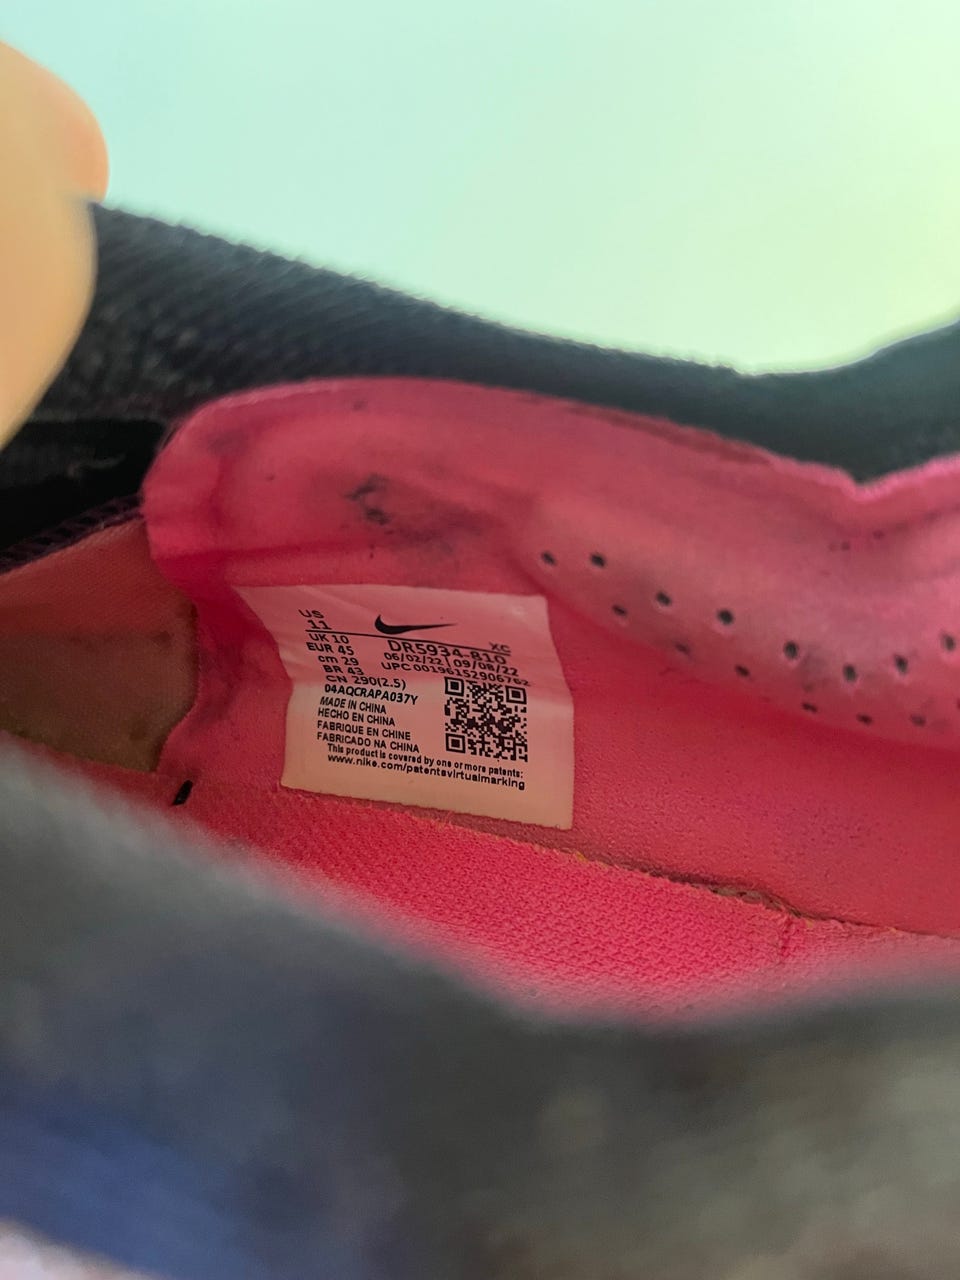 US
11
UK 10
EUR 45
cm 29
BR 43
CN 290(2.5)
04AQCRAPA037Y
XC
DR5934-810
06/02/22 09/08/22
UPC 00196152906762
MADE IN CHINA
HECHO EN CHINA
FABRIQUE EN CHINE
FABRICADO NA CHINA
This product is covered by one or more patents:
www.nike.com/patentsvirtualmarking